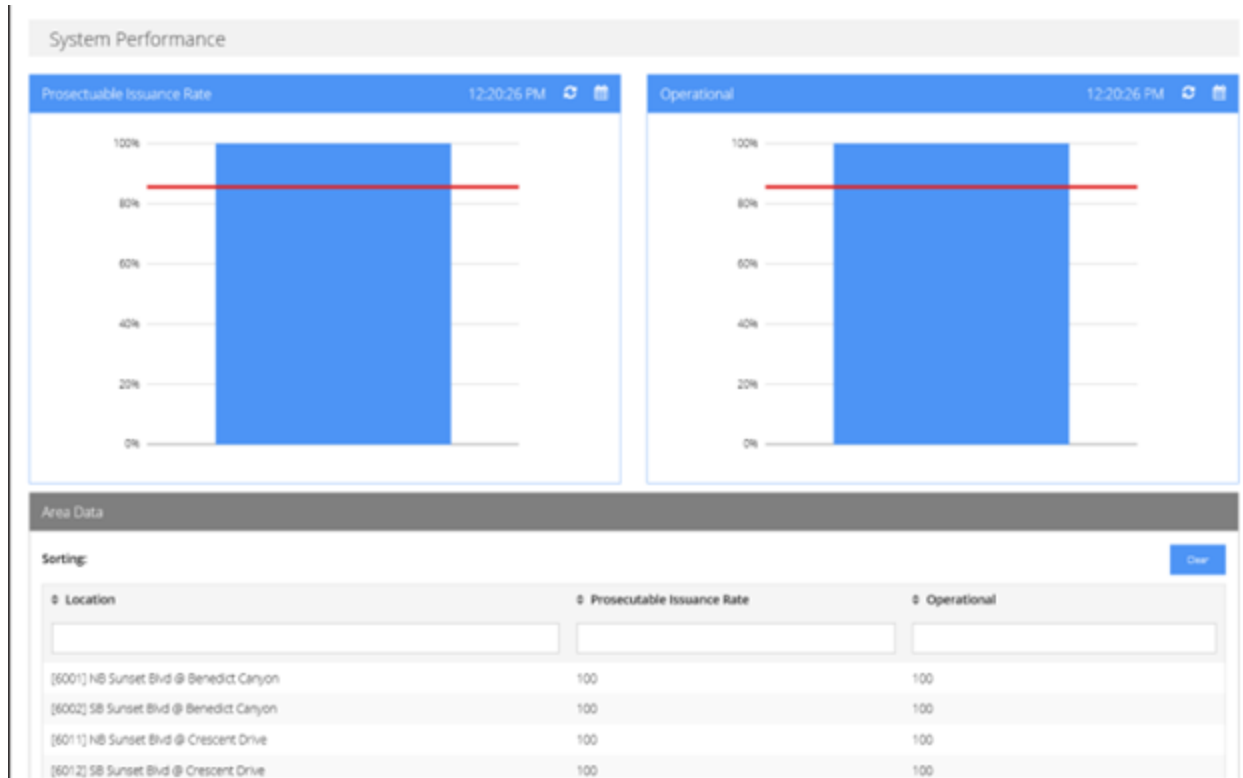 System Performance
Prosectuable Issuance Rate 12:20:26 PM
Operational 12:20:26 PM
100%
80%
60%
40%
20%
0%
100%
80%
60%
40%
20%
0%
Area Data
Sorting:
Clear
Location Prosecutable Issuance Rate Operational
[6001] NB Sunset Blvd @ Benedict Canyon 100 100
[6002] SB Sunset Blvd @ Benedict Canyon 100 100
[6011] NB Sunset Blvd @ Crescent Drive 100 100
[6012] SB Sunset Blvd @ Crescent Drive 100 100